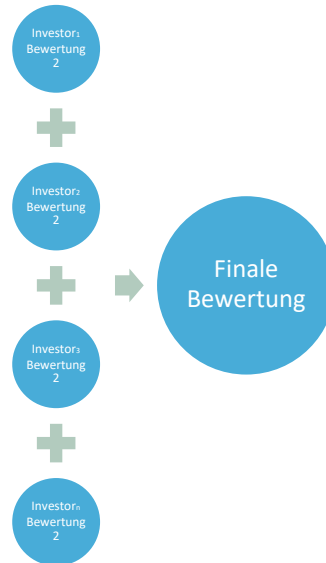 Investor₁
Bewertung
2
Investor₂
Bewertung
2
Finale
Bewertung
Investor₃
Bewertung
2
Investorₙ
Bewertung
2